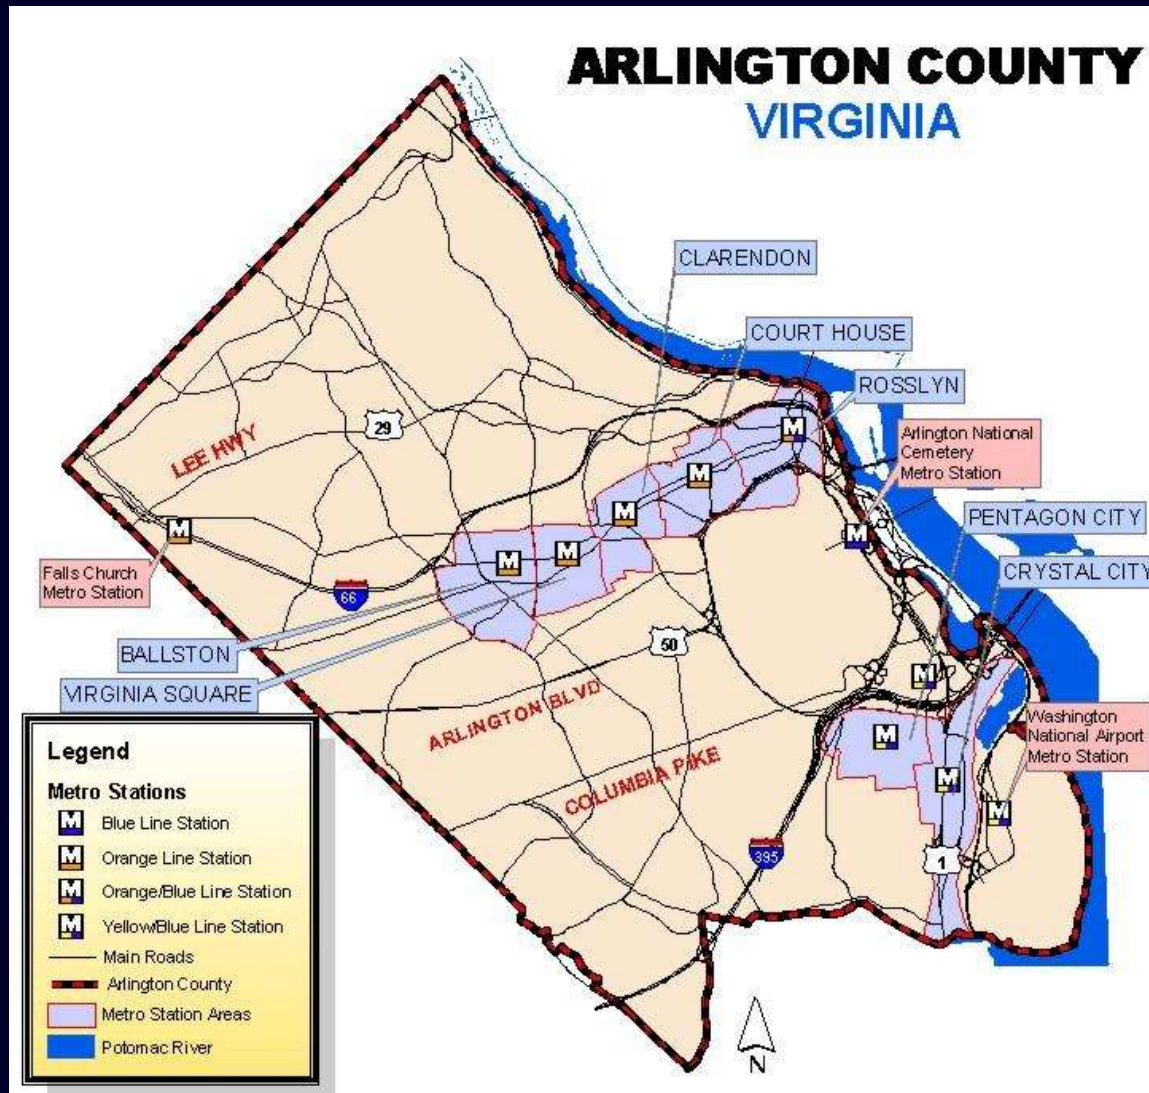 ARLINGTON COUNTY
VIRGINIA
CLARENDON
COURT HOUSE
ROSSLYN
29
LEE HWY
Arlington National
Cemetery
Metro Station
M
M
M
M
PENTAGON CITY
M
M
M
M
CRYSTAL CITY
Falls Church
Metro Station
66
50
BALLSTON
M
VIRGINIA SQUARE
ARLINGTON BLVD
Washington
National Airport
Metro Station
M
M
M
COLUMBIA PIKE
395
1
Legend
Metro Stations
M Blue Line Station
M Orange Line Station
M Orange/Blue Line Station
M Yellow/Blue Line Station
Main Roads
Arlington County
Metro Station Areas
Potomac River
N